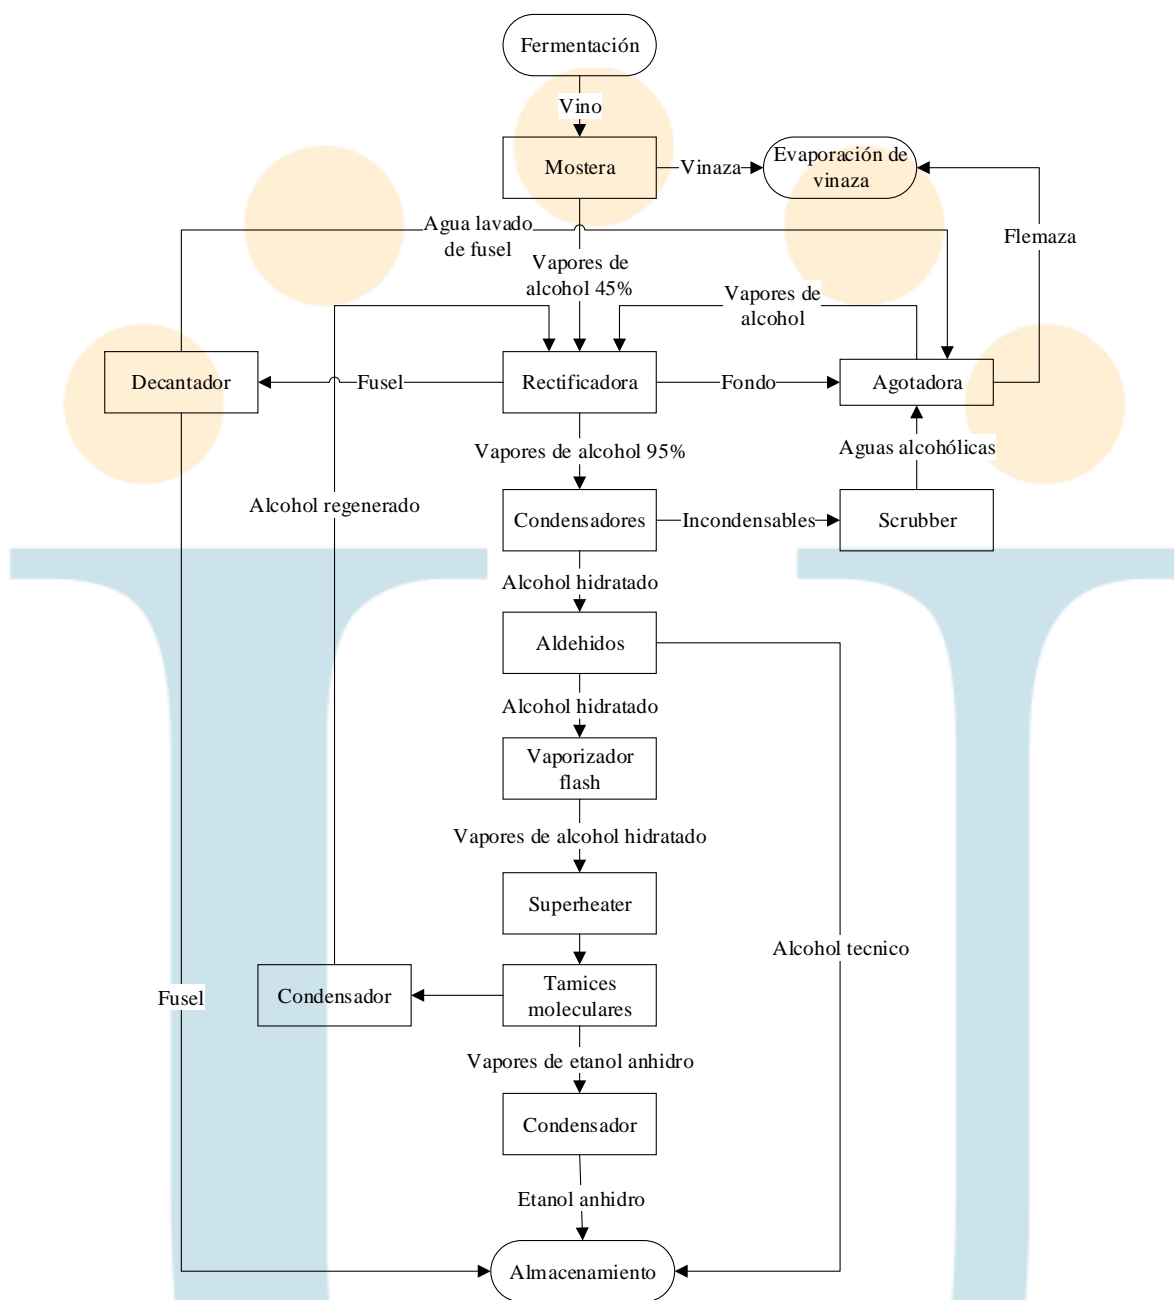 Fermentación
Vino
Mostera
Vinaza
Evaporación de
vinaza
Agua lavado
de fusel
Flemaza
Vapores de
alcohol 45%
Vapores de
alcohol
Decantador
Fusel
Rectificadora
Fondo
Agotadora
Vapores de alcohol 95%
Aguas alcohólicas
Alcohol regenerado
Condensadores
Incondensables
Scrubber
Alcohol hidratado
Aldehidos
Alcohol hidratado
Vaporizador
flash
Vapores de alcohol hidratado
Superheater
Alcohol tecnico
Fusel
Condensador
Tamices
moleculares
Vapores de etanol anhidro
Condensador
Etanol anhidro
Almacenamiento